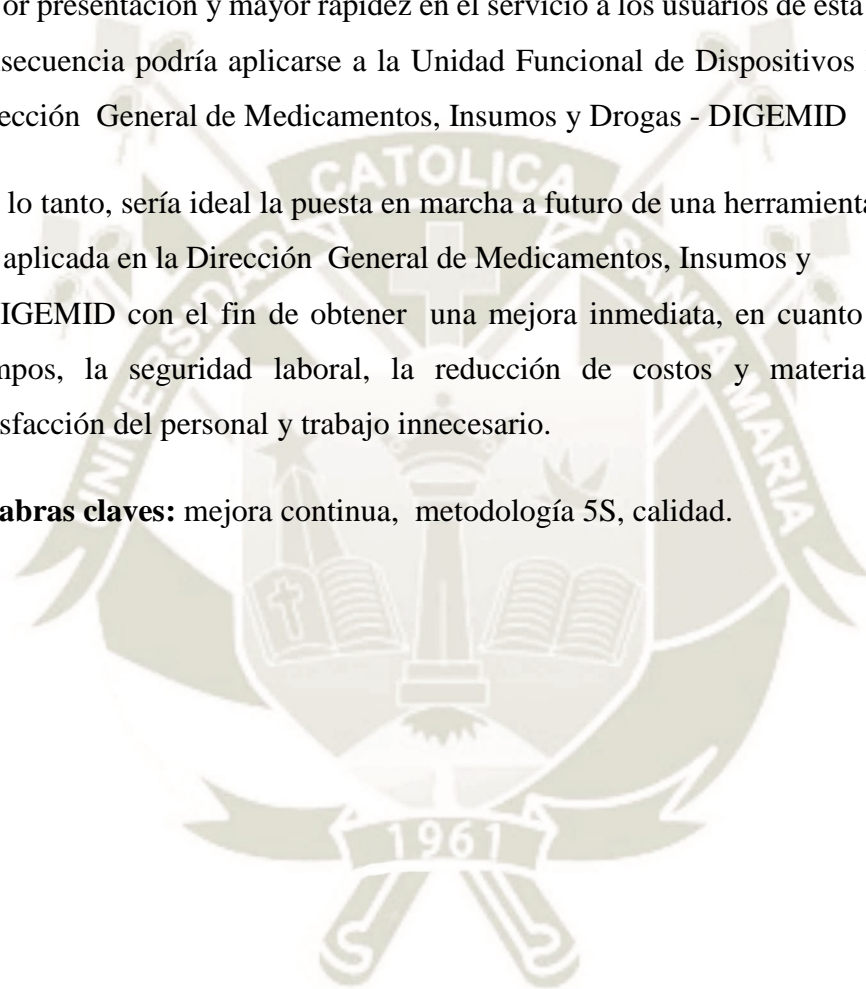 or presentación y mayor rapidez en el servicio a los usuarios de esta
secuencia podría aplicarse a la Unidad Funcional de Dispositivos
ección General de Medicamentos, Insumos y Drogas - DIGEMID
lo tanto, sería ideal la puesta en marcha a futuro de una herramienta
aplicada en la Dirección General de Medicamentos, Insumos y
IGEMID con el fin de obtener una mejora inmediata, en cuanto
mpos, la seguridad laboral, la reducción de costos y materia
sfacción del personal y trabajo innecesario.
abras claves: mejora continua, metodología 5S, calidad.
UNIVERSIDAD CATOLICA SANTA MARIA
1961